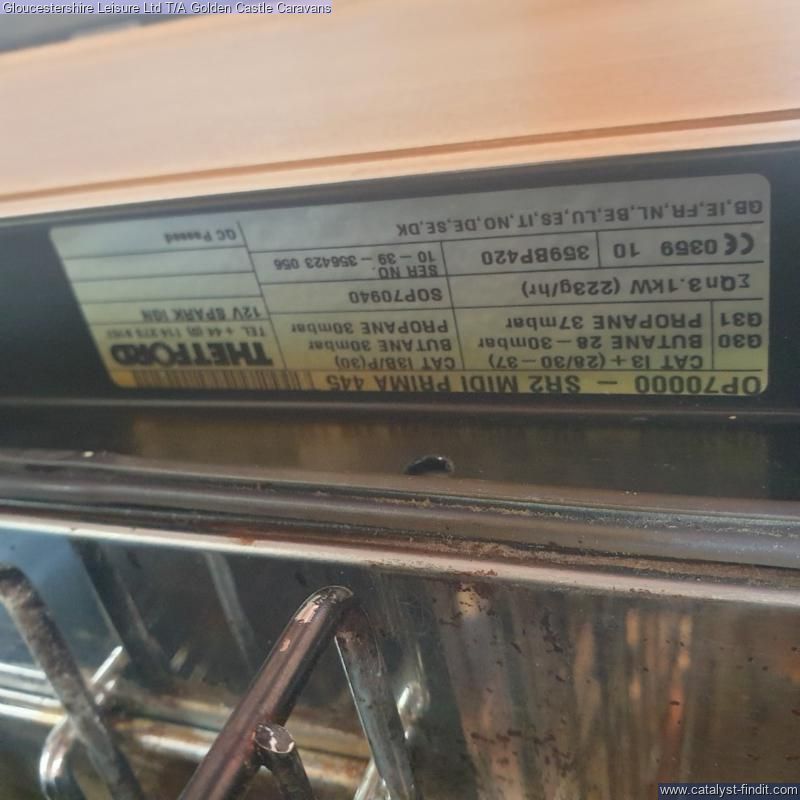 Gloucestershire Leisure Ltd T/A Golden Castle Caravans
OP70000 - SR2 MIDI PRIMA 445
CAT I3 + (28/30-37)
G30 BUTANE 28 - 30mbar
G31 PROPANE 37mbar
CAT I3B/P(30)
BUTANE 30mbar
PROPANE 30mbar
THETFORD
TEL + 44 (0) 114 273
12V SPARK IGN
ΣQn3.1KW (223g/hr)
SOP70940
CE 0359 10
359BP420
SER NO.
10 - 39 - 356423 056
QC Passed
GB,IE,FR,NL,BE,LU,ES,IT,NO,DE,SE,DK
www.catalyst-findit.com